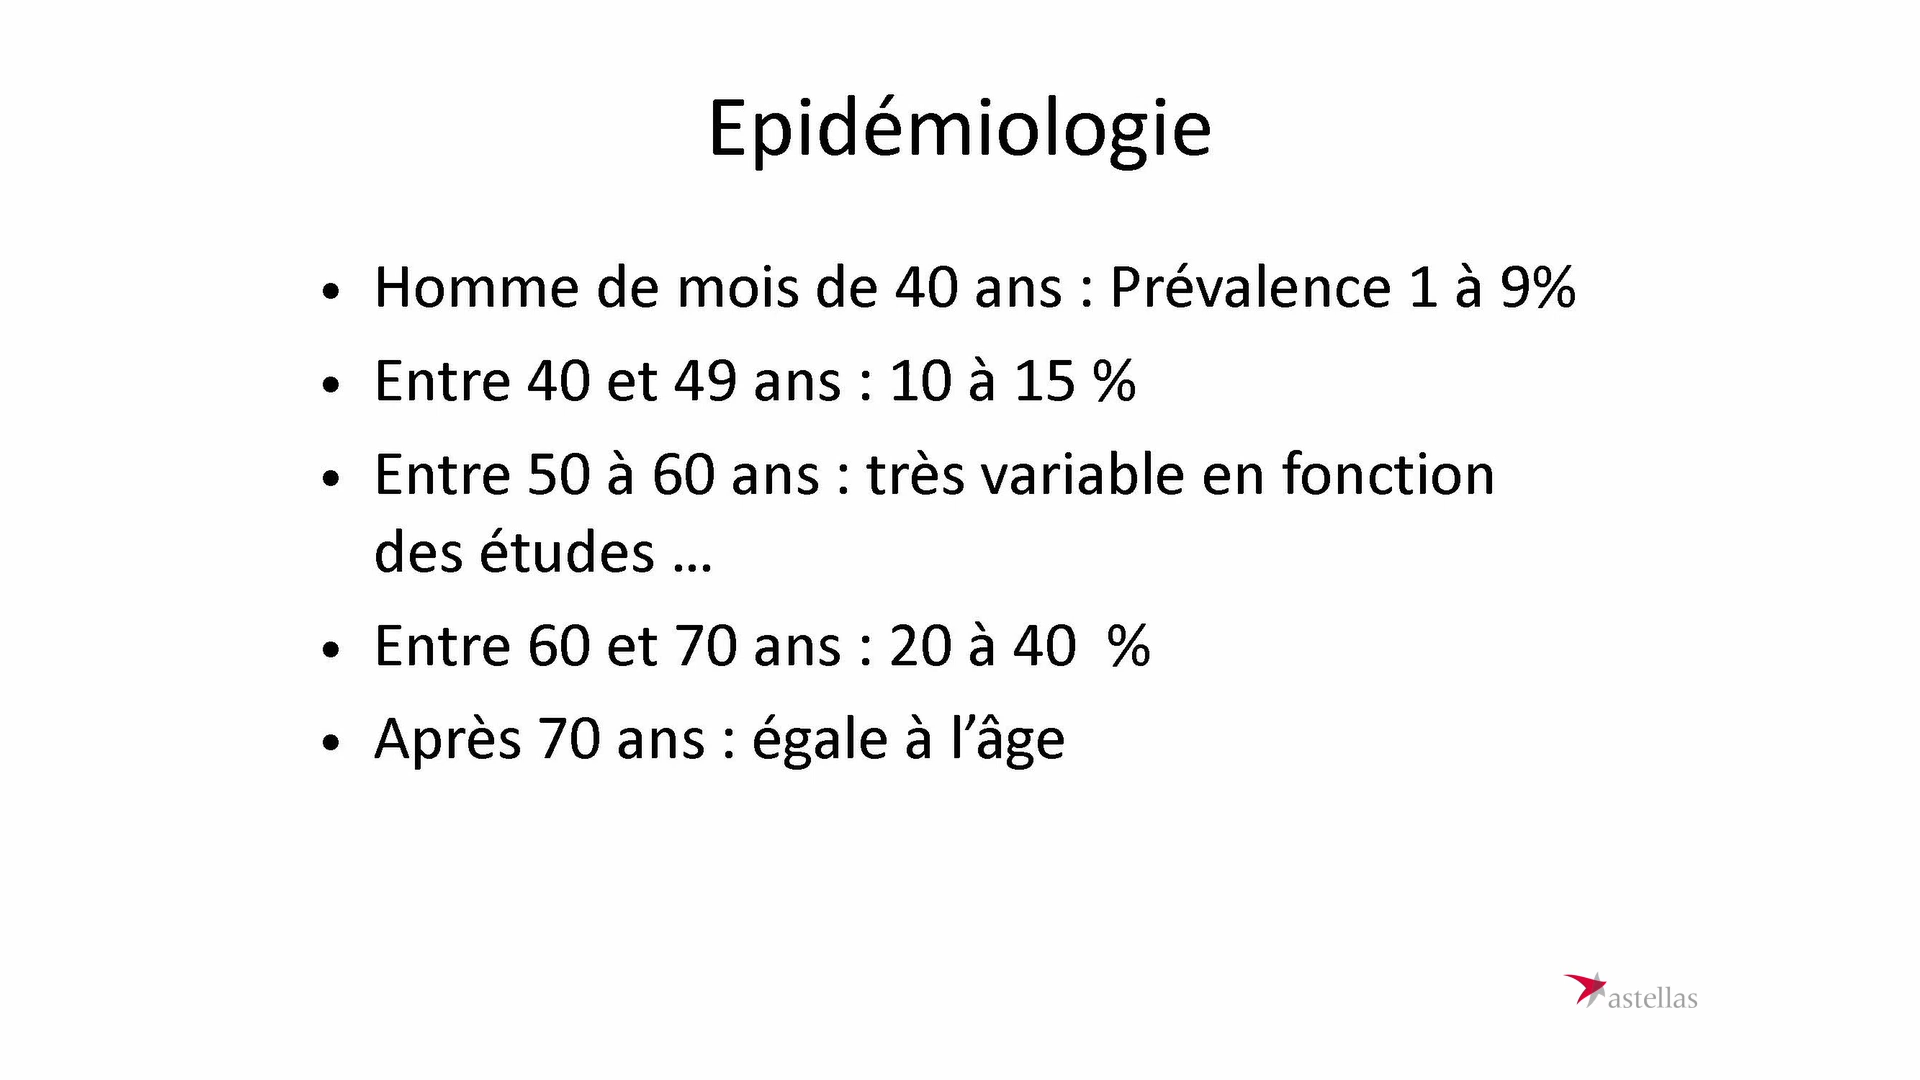 Epidémiologie
• Homme de mois de 40 ans : Prévalence 1 à 9%
• Entre 40 et 49 ans : 10 à 15 %
• Entre 50 à 60 ans : très variable en fonction
des études ...
• Entre 60 et 70 ans : 20 à 40  %
• Après 70 ans : égale à l’âge
astellas